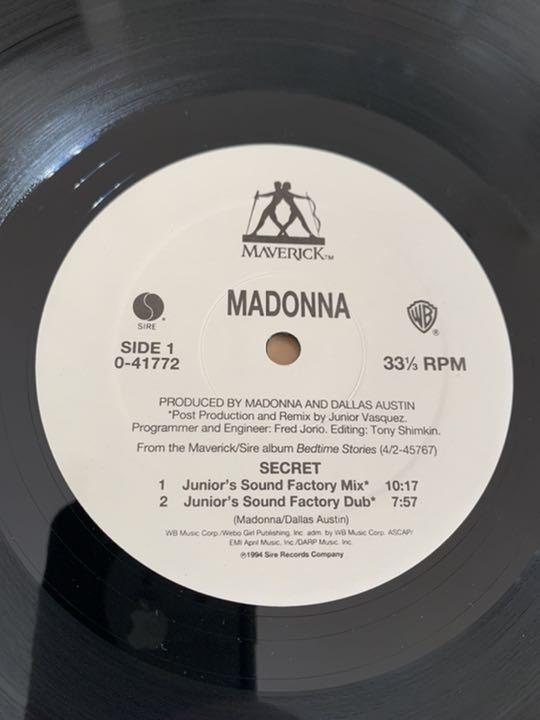 MAVERICK™
MADONNA
SIRE
WB®
SIDE 1
0-41772
33⅓ RPM
PRODUCED BY MADONNA AND DALLAS AUSTIN
*Post Production and Remix by Junior Vasquez.
Programmer and Engineer: Fred Jorio. Editing: Tony Shimkin.
From the Maverick/Sire album Bedtime Stories (4/2-45767)
SECRET
1 Junior's Sound Factory Mix* 10:17
2 Junior's Sound Factory Dub* 7:57
(Madonna/Dallas Austin)
WB Music Corp./Webo Girl Publishing, Inc. adm. by WB Music Corp. ASCAP/
EMI April Music, Inc./DARP Music, Inc.
℗1994 Sire Records Company